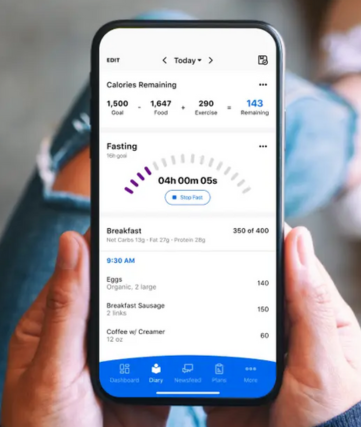 EDIT
Today
Calories Remaining
1,500 - 1,647 + 290 = 143
Goal Food Exercise Remaining
Fasting
16h goal
04h 00m 05s
Stop Fast
Breakfast 350 of 400
Net Carbs 13g · Fat 27g · Protein 28g
9:30 AM
Eggs 140
Organic, 2 large
Breakfast Sausage 150
2 links
Coffee w/ Creamer 60
12 oz
Dashboard Diary Newsfeed Plans More